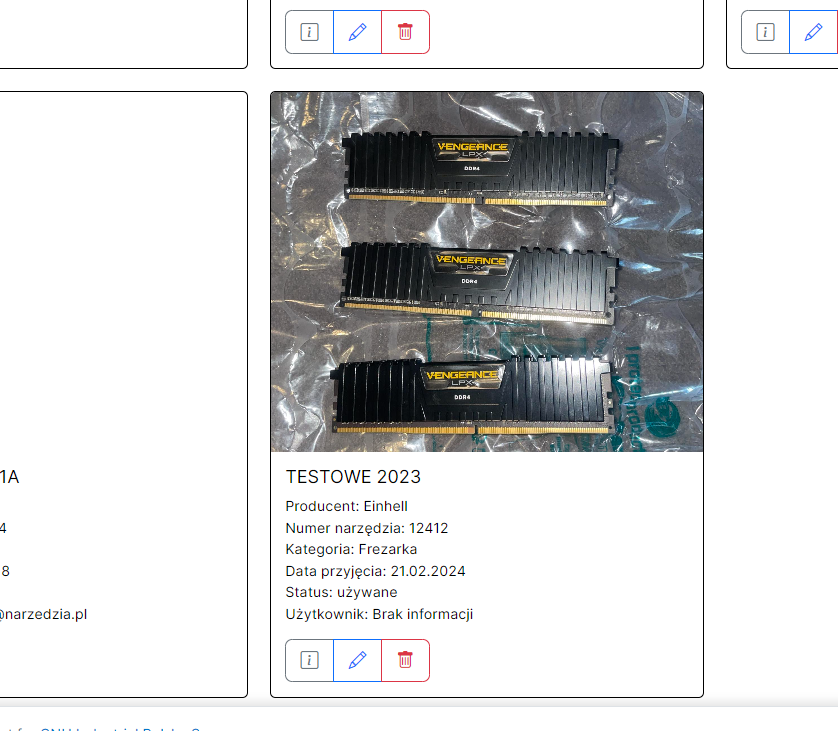 VENGEANCE
LPX
DDR4
VENGEANCE
LPX
DDR4
VENGEANCE
LPX
DDR4
1A
TESTOWE 2023
Producent: Einhell
4
Numer narzędzia: 12412
Kategoria: Frezarka
8
Data przyjęcia: 21.02.2024
Status: używane
@narzedzia.pl
Użytkownik: Brak informacji